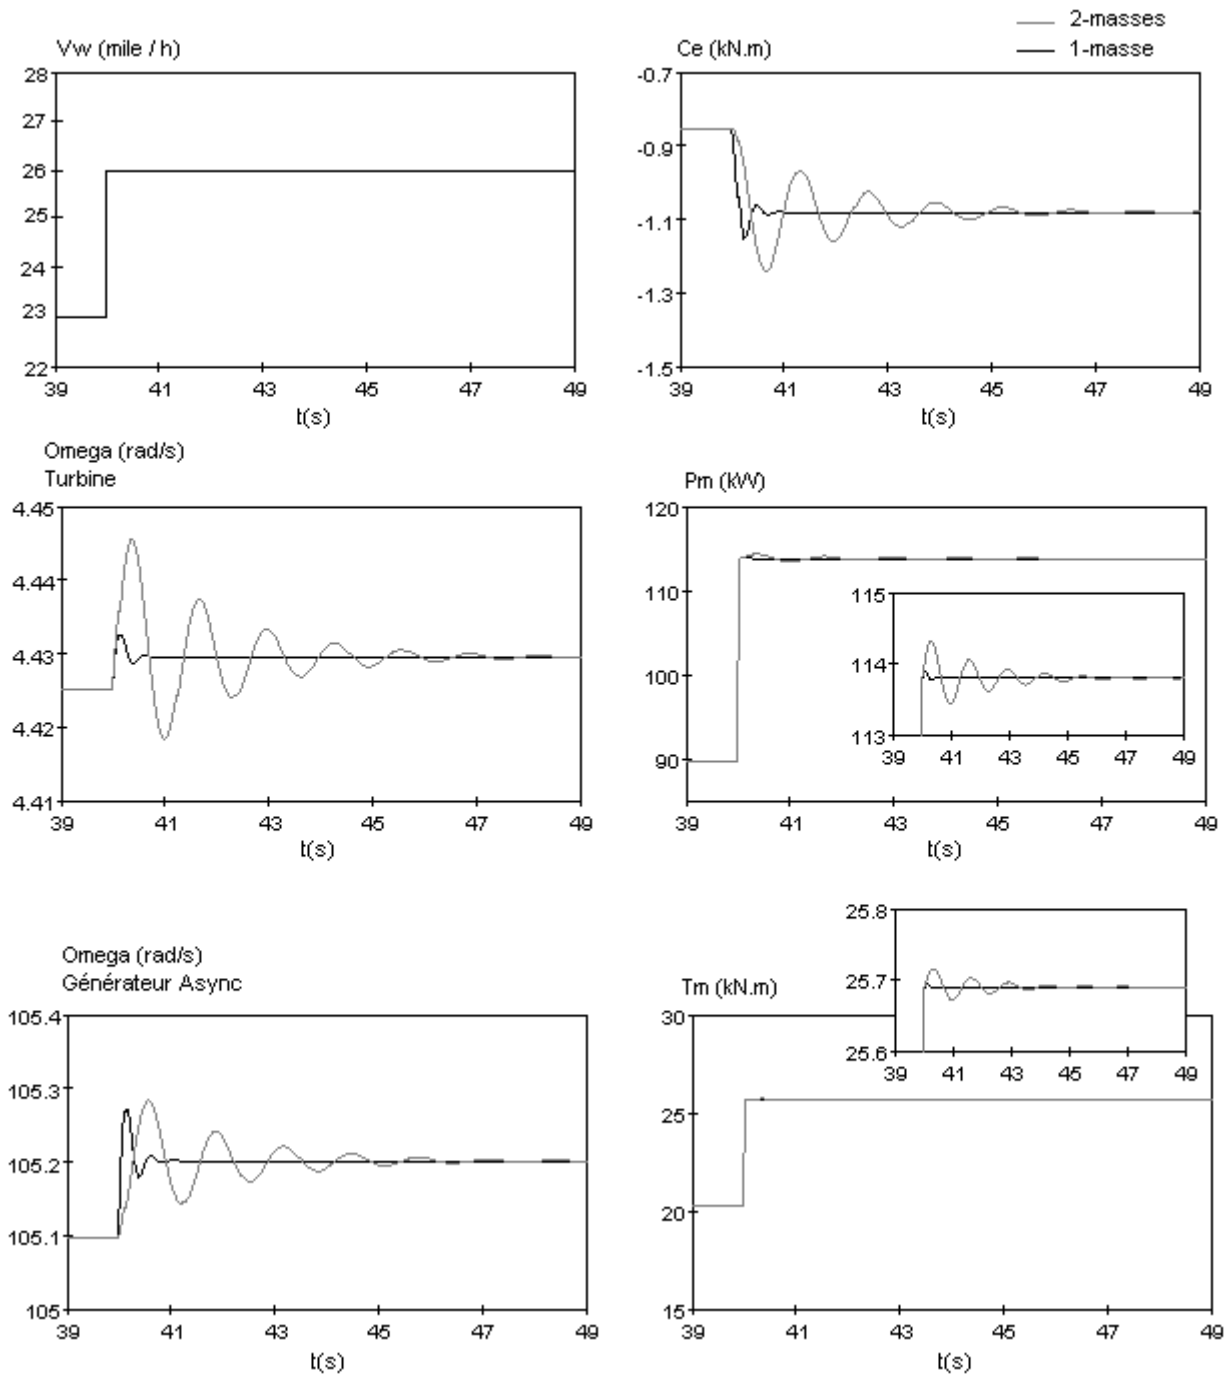 2-masses
1-masse
Vw (mile / h)
28
27
26
25
24
23
22
39 41 43 45 47 49
t(s)
Ce (kN.m)
-0.7
-0.9
-1.1
-1.3
-1.5
39 41 43 45 47 49
t(s)
Omega (rad/s)
Turbine
4.45
4.44
4.43
4.42
4.41
39 41 43 45 47 49
t(s)
Pm (kW)
120
110
100
90
39 41 43 45 47 49
t(s)
115
114
113
39 41 43 45 47 49
Omega (rad/s)
Générateur Async
105.4
105.3
105.2
105.1
105
39 41 43 45 47 49
t(s)
Tm (kN.m)
30
25
20
15
39 41 43 45 47 49
t(s)
25.8
25.7
25.6
39 41 43 45 47 49